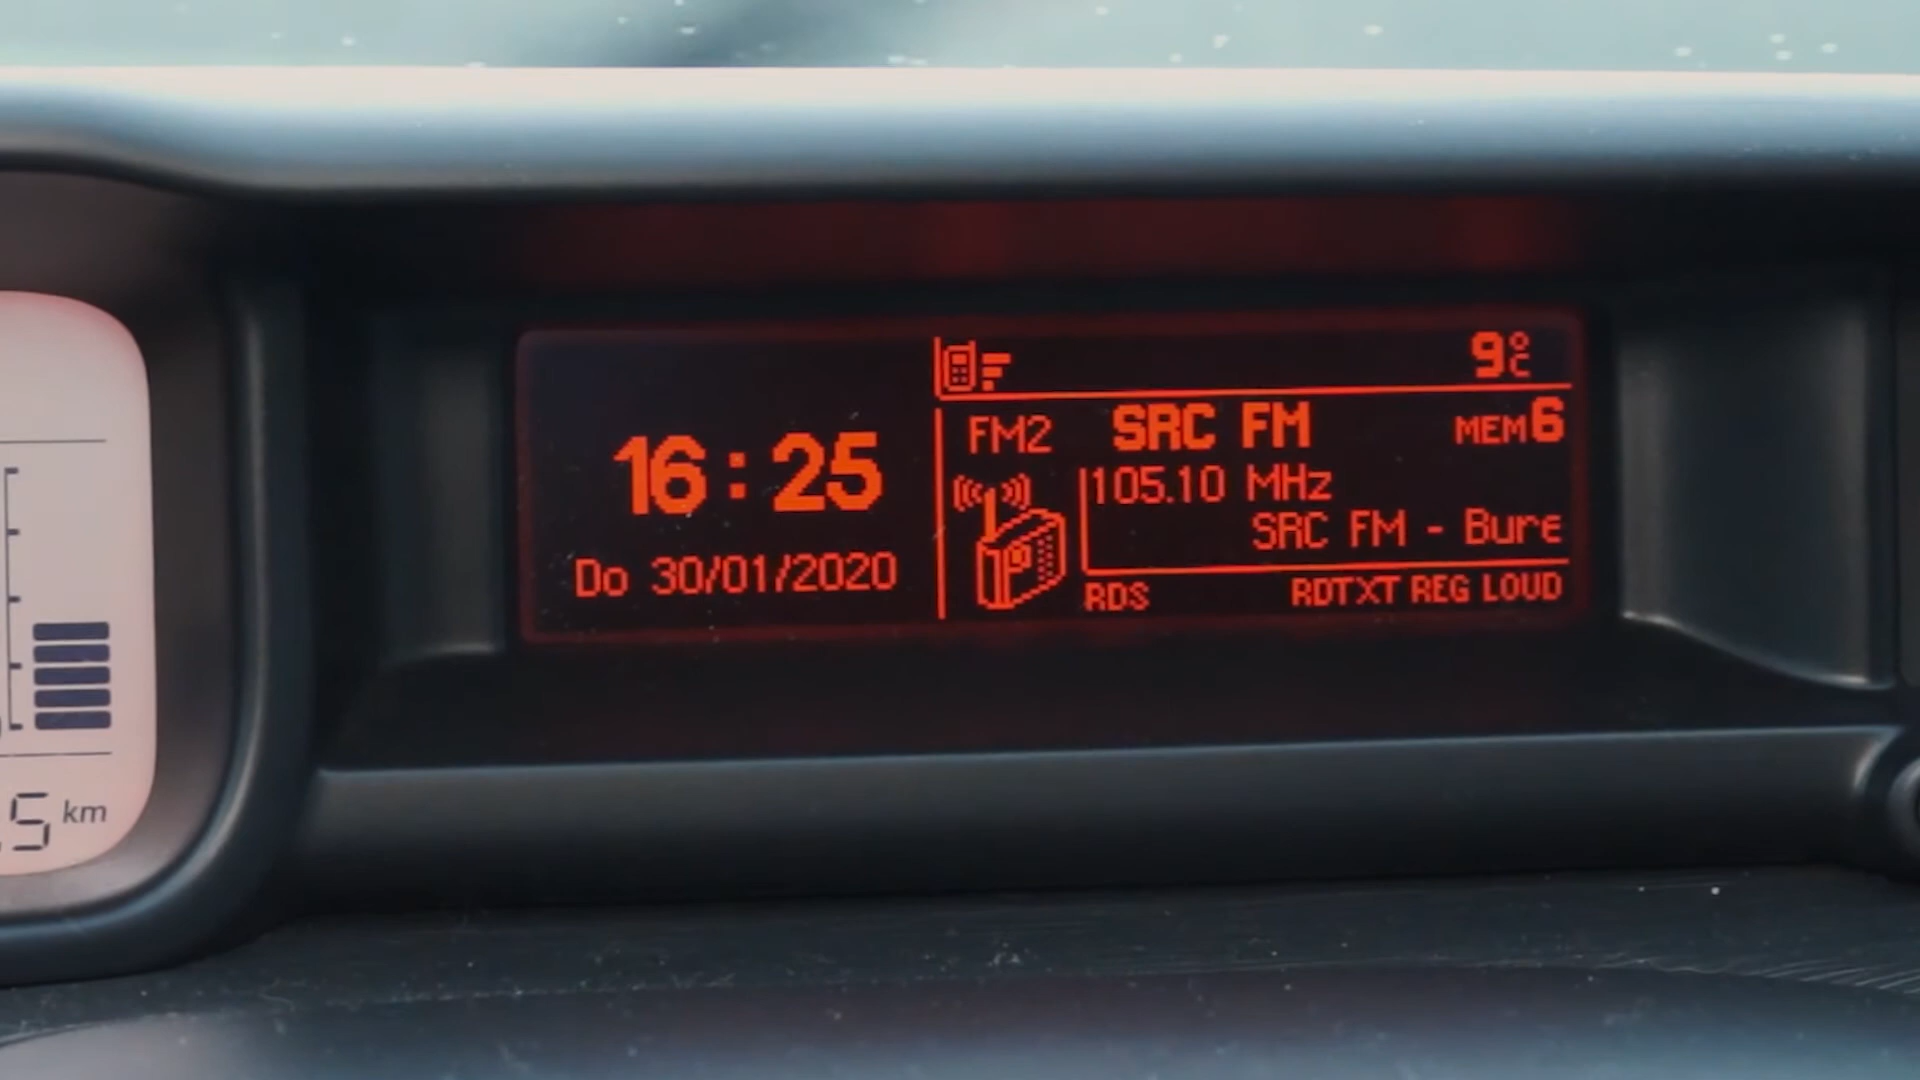 9°C
FM2 SRC FM MEM6
16:25
105.10 MHz
SRC FM - Bure
Do 30/01/2020
RDS RDTXT REG LOUD
.5 km